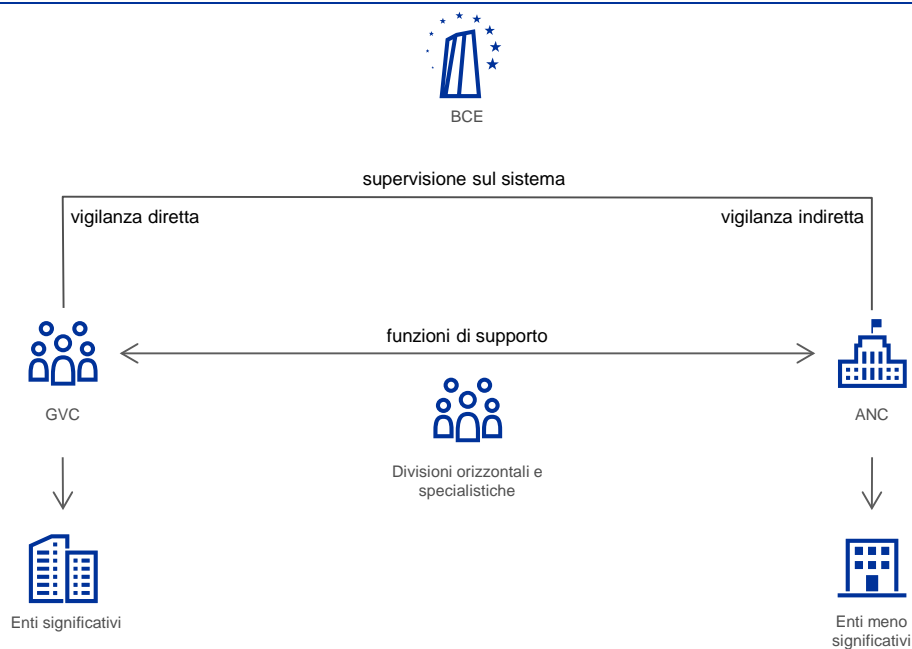 BCE
supervisione sul sistema
vigilanza diretta
vigilanza indiretta
funzioni di supporto
GVC
ANC
Divisioni orizzontali e
specialistiche
Enti significativi
Enti meno
significativi